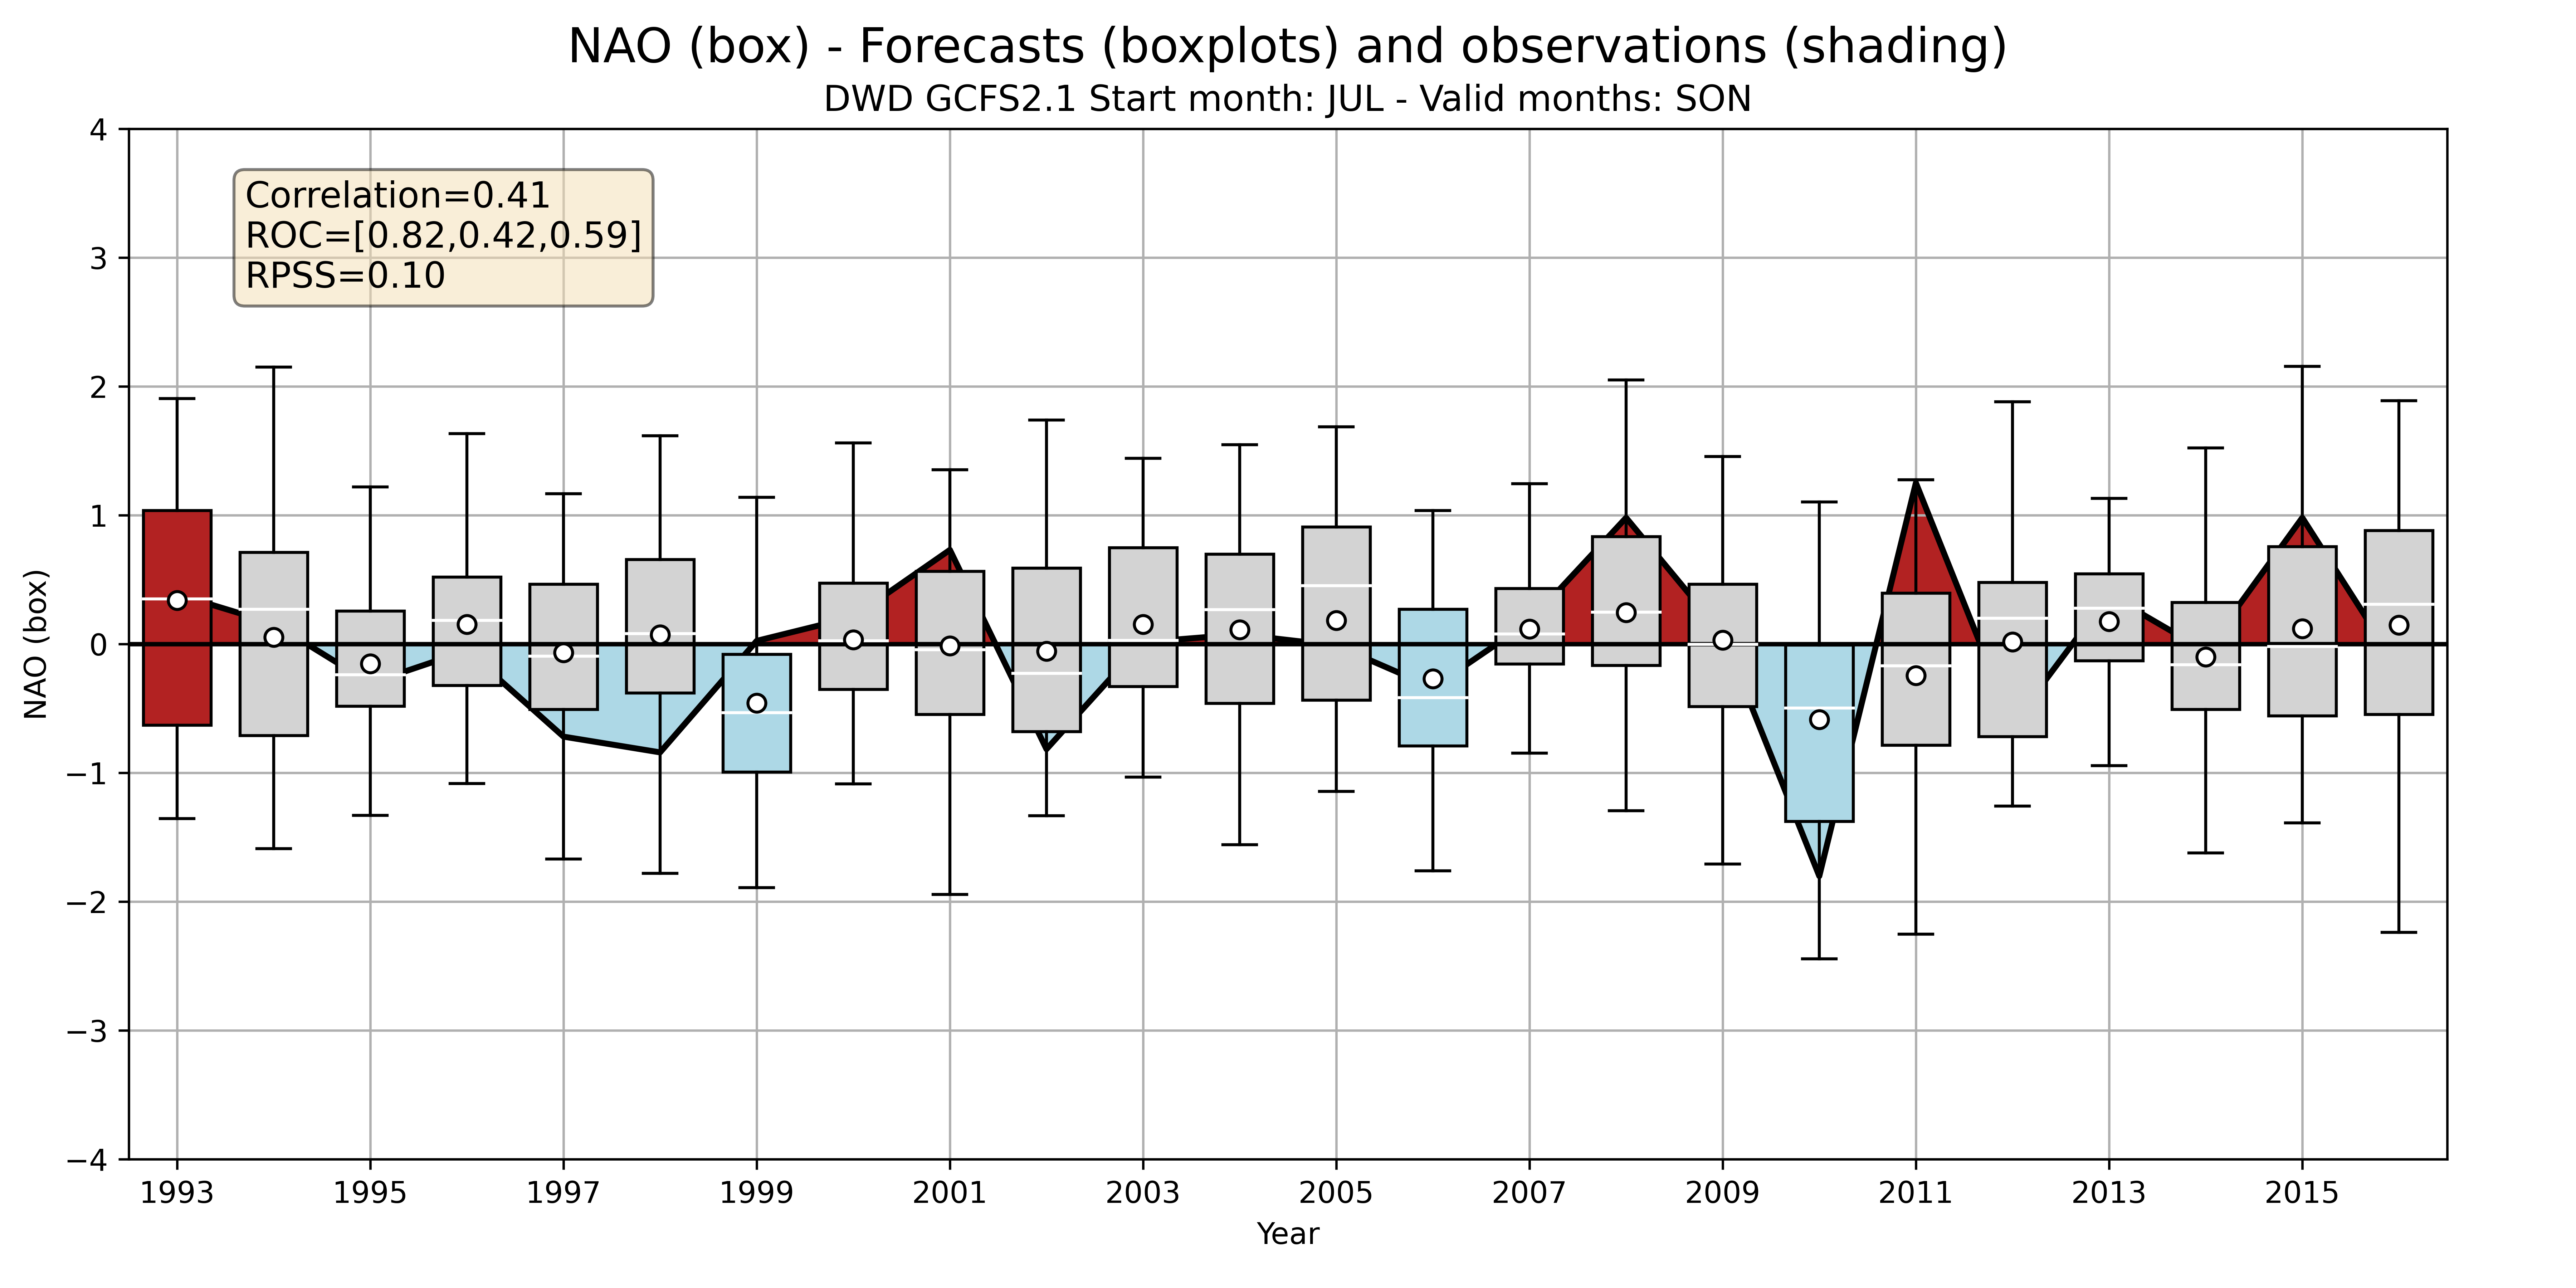 NAO (box) - Forecasts (boxplots) and observations (shading)
DWD GCFS2.1 Start month: JUL - Valid months: SON
Correlation=0.41
ROC=[0.82,0.42,0.59]
RPSS=0.10
NAO (box)
4
3
2
1
0
−1
−2
−3
−4
1993 1995 1997 1999 2001 2003 2005 2007 2009 2011 2013 2015
Year